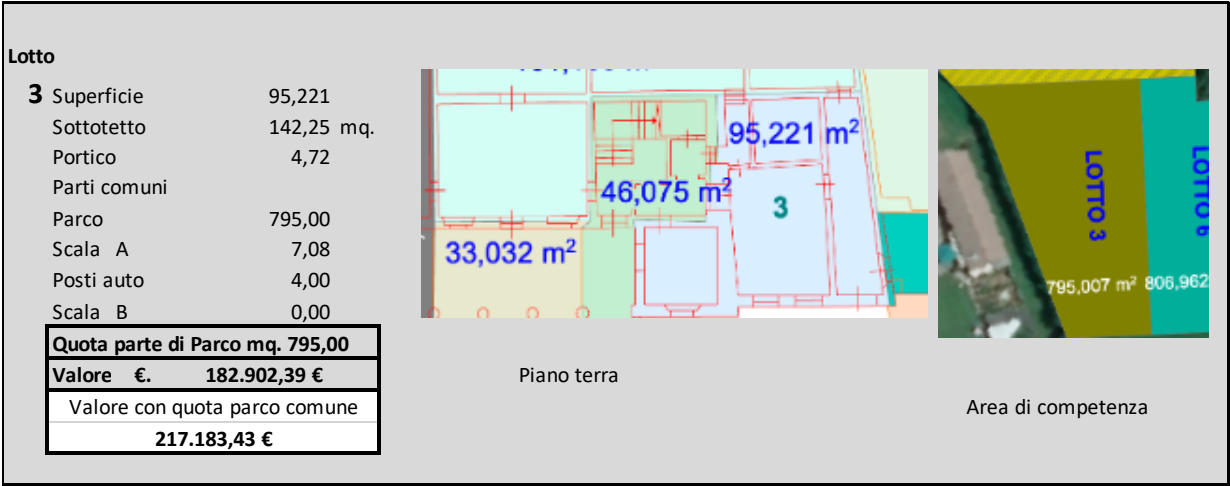 Lotto
3 Superficie 95,221
Sottotetto 142,25 mq.
Portico 4,72
Parti comuni
Parco 795,00
Scala A 7,08
Posti auto 4,00
Scala B 0,00
Quota parte di Parco mq. 795,00
Valore €. 182.902,39 €
Valore con quota parco comune
217.183,43 €
95,221 m²
46,075 m²
3
33,032 m²
Piano terra
LOTTO 3
LOTTO 6
795,007 m² 806,962
Area di competenza